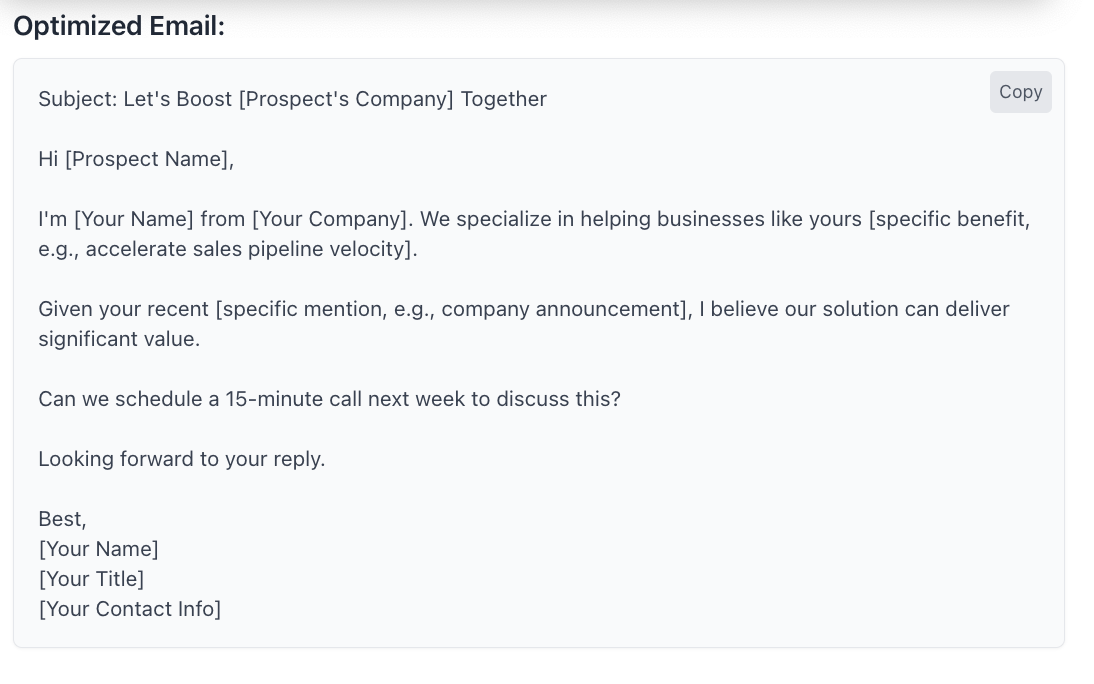 Optimized Email:
Copy
Subject: Let's Boost [Prospect's Company] Together
Hi [Prospect Name],
I'm [Your Name] from [Your Company]. We specialize in helping businesses like yours [specific benefit,
e.g., accelerate sales pipeline velocity].
Given your recent [specific mention, e.g., company announcement], I believe our solution can deliver
significant value.
Can we schedule a 15-minute call next week to discuss this?
Looking forward to your reply.
Best,
[Your Name]
[Your Title]
[Your Contact Info]